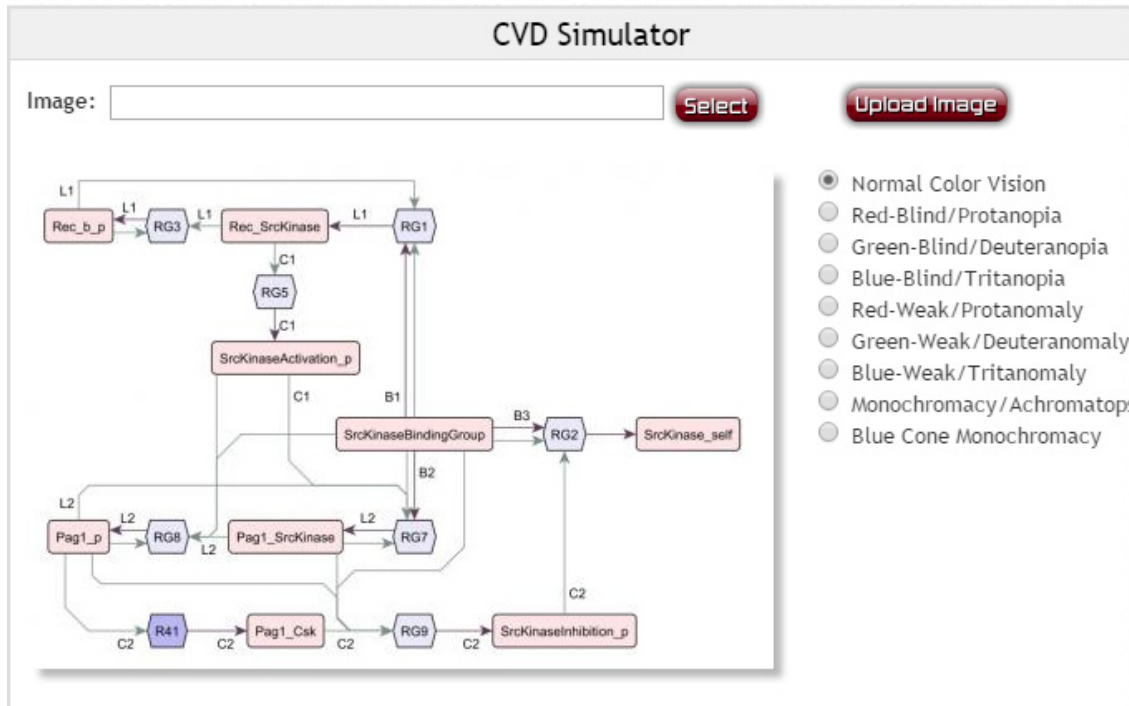 CVD Simulator
Image:
Select
Upload Image
Normal Color Vision
Red-Blind/Protanopia
Green-Blind/Deuteranopia
Blue-Blind/Tritanopia
Red-Weak/Protanomaly
Green-Weak/Deuteranomaly
Blue-Weak/Tritanomaly
Monochromacy/Achromatops
Blue Cone Monochromacy
L1
Rec_b_p
L1
RG3
L1
Rec_SrcKinase
L1
RG1
C1
RG5
C1
SrcKinaseActivation_p
C1
B1
SrcKinaseBindingGroup
B3
RG2
SrcKinase_self
B2
L2
Pag1_p
L2
RG8
L2
Pag1_SrcKinase
L2
RG7
C2
C2
R41
C2
Pag1_Csk
C2
RG9
C2
SrcKinaseInhibition_p